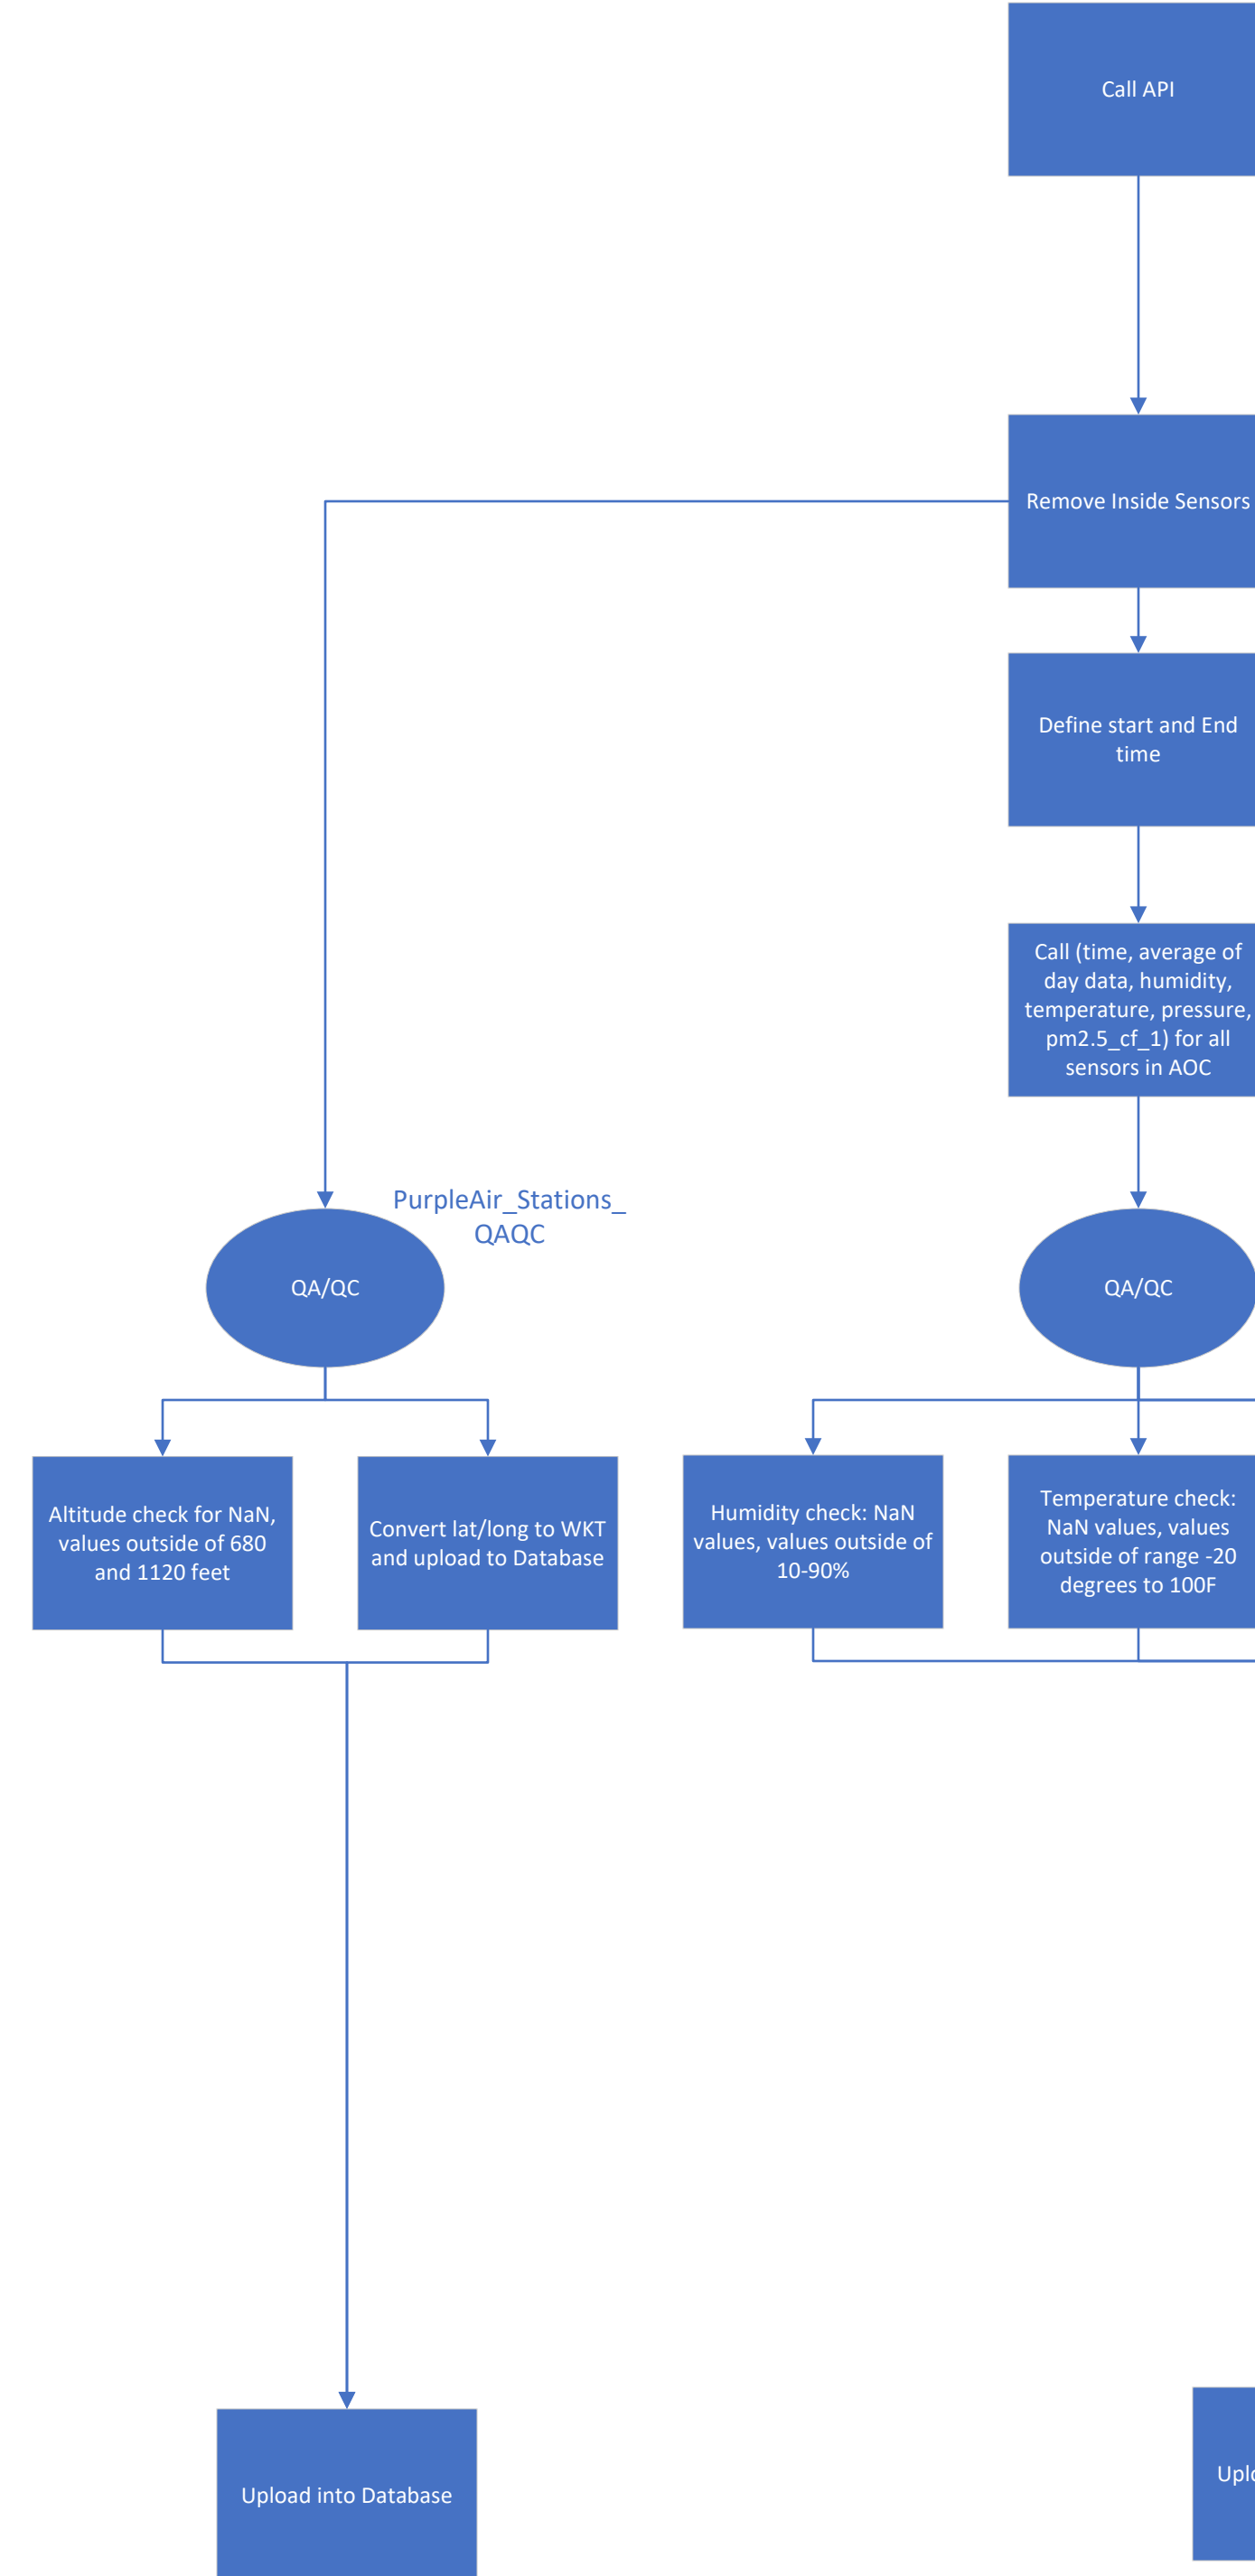 Call API
Remove Inside Sensors
Define start and End
time
Call (time, average of
day data, humidity,
temperature, pressure,
pm2.5_cf_1) for all
sensors in AOC
PurpleAir_Stations_
QAQC
QA/QC
QA/QC
Altitude check for NaN,
values outside of 680
and 1120 feet
Convert lat/long to WKT
and upload to Database
Humidity check: NaN
values, values outside of
10-90%
Temperature check:
NaN values, values
outside of range -20
degrees to 100F
Upload into Database